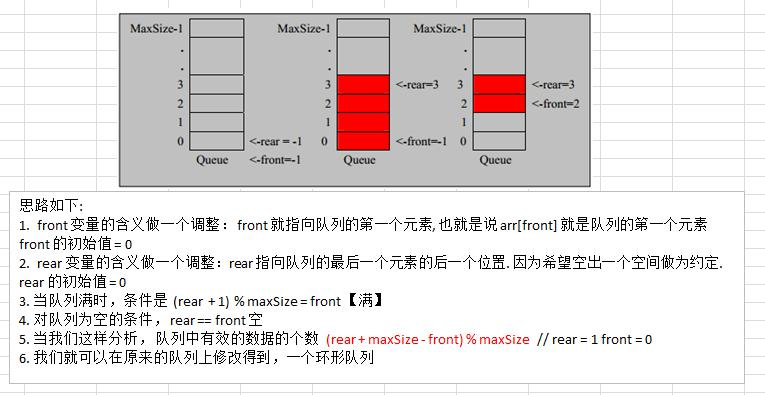 MaxSize-1 MaxSize-1 MaxSize-1
. . .
. . .
3 3 <-rear=3 3 <-rear=3
2 2 2 <-front=2
1 1 1
0 <-rear = -1 0 <-front=-1 0
Queue <-front=-1 Queue Queue
思路如下:
1. front 变量的含义做一个调整：front 就指向队列的第一个元素, 也就是说 arr[front] 就是队列的第一个元素
front 的初始值 = 0
2. rear 变量的含义做一个调整：rear 指向队列的最后一个元素的后一个位置. 因为希望空出一个空间做为约定.
rear 的初始值 = 0
3. 当队列满时，条件是 (rear + 1) % maxSize = front 【满】
4. 对队列为空的条件， rear == front 空
5. 当我们这样分析， 队列中有效的数据的个数 (rear + maxSize - front) % maxSize // rear = 1 front = 0
6. 我们就可以在原来的队列上修改得到，一个环形队列